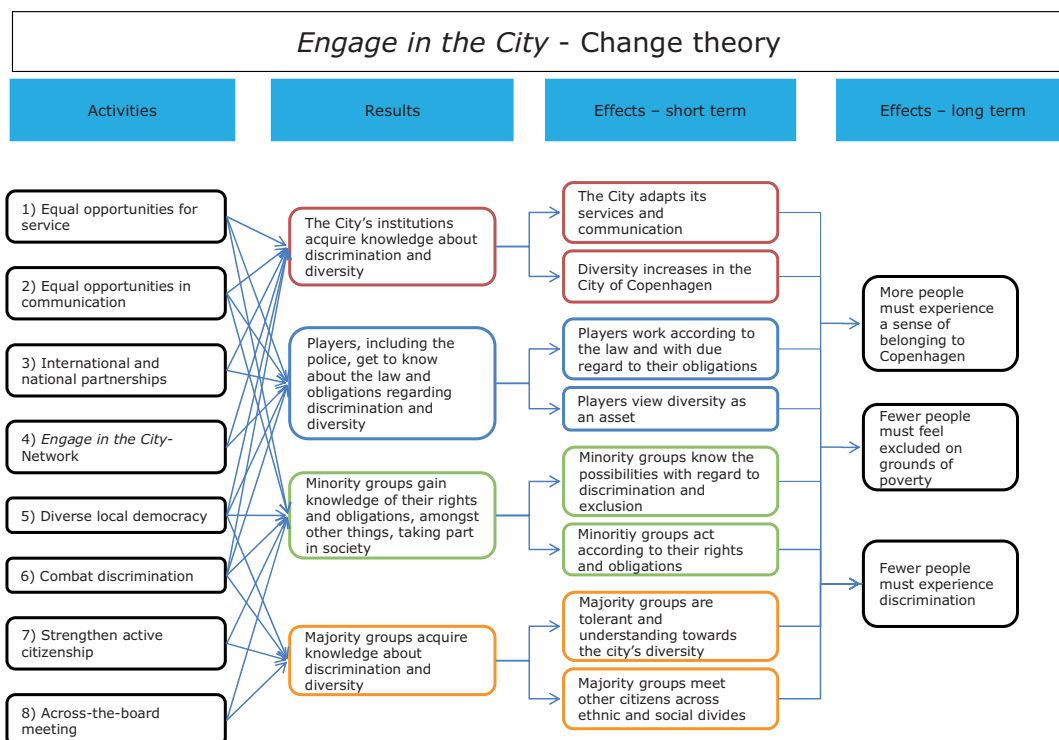 Engage in the City - Change theory
Activities
Results
Effects – short term
Effects – long term
1) Equal opportunities for
service
2) Equal opportunities in
communication
3) International and
national partnerships
4) Engage in the City-
Network
5) Diverse local democracy
6) Combat discrimination
7) Strengthen active
citizenship
8) Across-the-board
meeting
The City’s institutions
acquire knowledge about
discrimination and
diversity
Players, including the
police, get to know
about the law and
obligations regarding
discrimination and
diversity
Minority groups gain
knowledge of their rights
and obligations, amongst
other things, taking part
in society
Majority groups acquire
knowledge about
discrimination and
diversity
The City adapts its
services and
communication
Diversity increases in the
City of Copenhagen
Players work according to
the law and with due
regard to their obligations
Players view diversity as
an asset
Minority groups know the
possibilities with regard to
discrimination and
exclusion
Minoritiy groups act
according to their rights
and obligations
Majority groups are
tolerant and
understanding towards
the city’s diversity
Majority groups meet
other citizens across
ethnic and social divides
More people
must experience
a sense of
belonging to
Copenhagen
Fewer people
must feel
excluded on
grounds of
poverty
Fewer people
must experience
discrimination